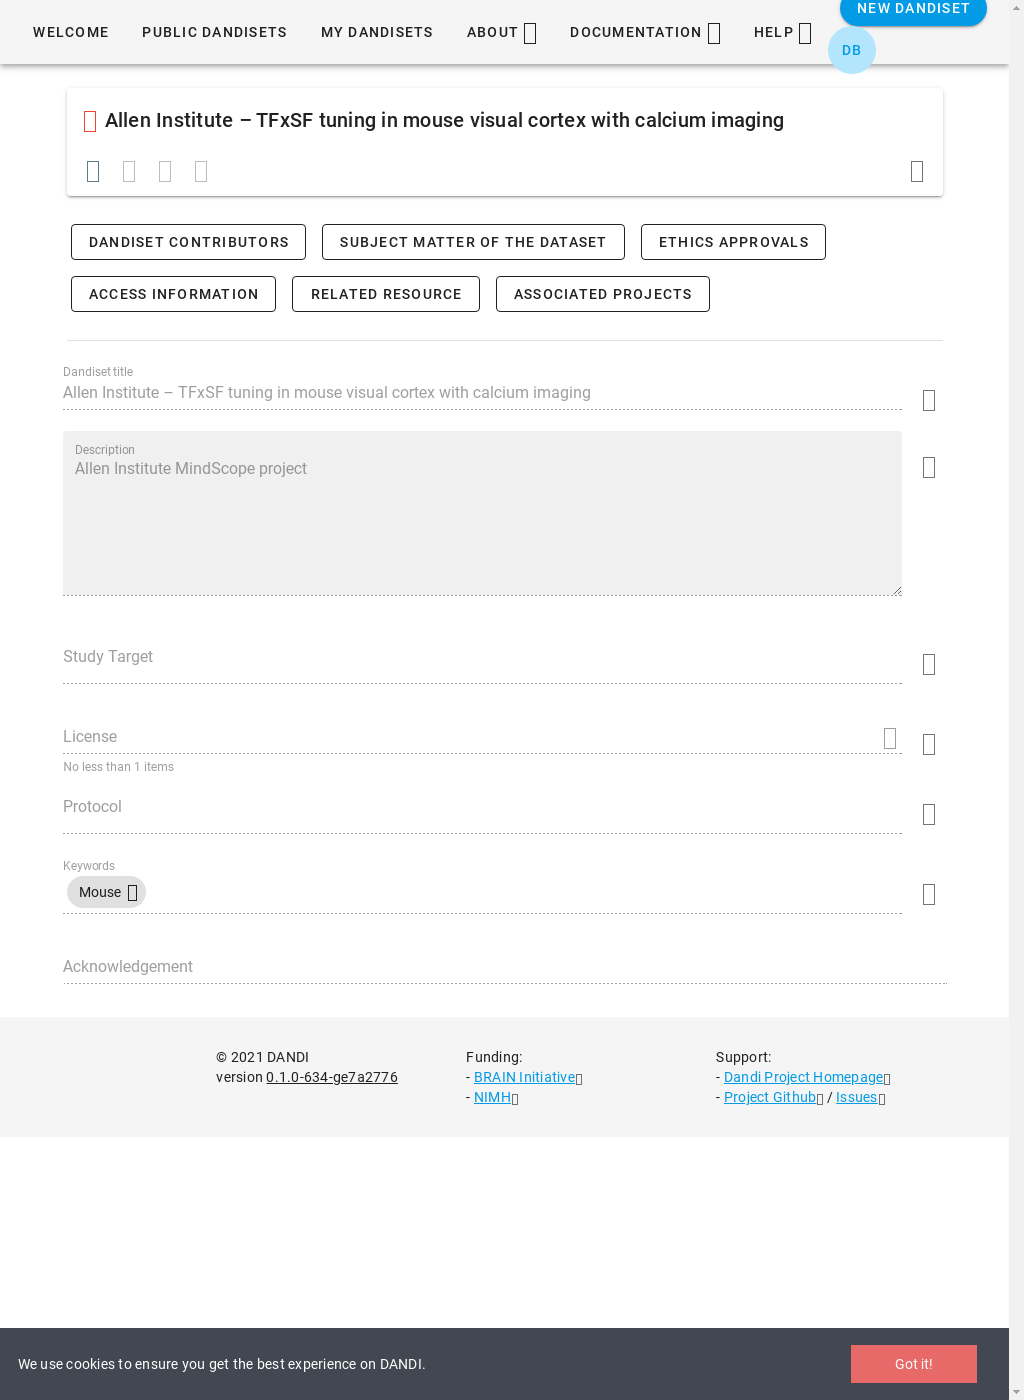 WELCOME PUBLIC DANDISETS MY DANDISETS ABOUT DOCUMENTATION HELP NEW DANDISET
DB
Allen Institute – TFxSF tuning in mouse visual cortex with calcium imaging
DANDISET CONTRIBUTORS SUBJECT MATTER OF THE DATASET ETHICS APPROVALS
ACCESS INFORMATION RELATED RESOURCE ASSOCIATED PROJECTS
Dandiset title
Allen Institute – TFxSF tuning in mouse visual cortex with calcium imaging
Description
Allen Institute MindScope project
Study Target
License
No less than 1 items
Protocol
Keywords
Mouse
Acknowledgement
© 2021 DANDI
version 0.1.0-634-ge7a2776
Funding:
- BRAIN Initiative
- NIMH
Support:
- Dandi Project Homepage
- Project Github / Issues
We use cookies to ensure you get the best experience on DANDI.
Got it!